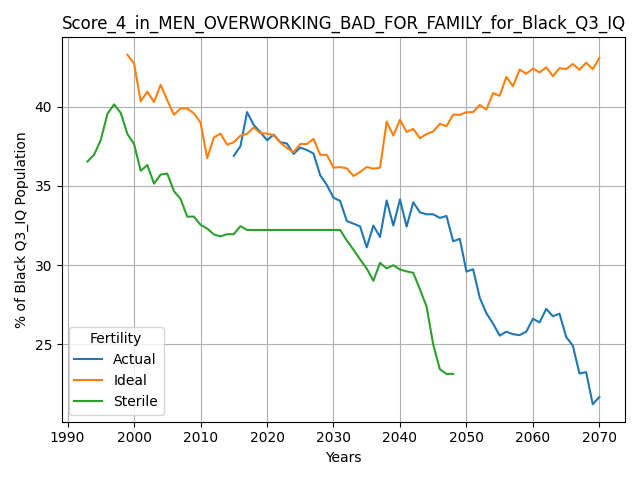 Score_4_in_MEN_OVERWORKING_BAD_FOR_FAMILY_for_Black_Q3_IQ
% of Black Q3_IQ Population
40
35
30
25
Fertility
Actual
Ideal
Sterile
1990 2000 2010 2020 2030 2040 2050 2060 2070
Years